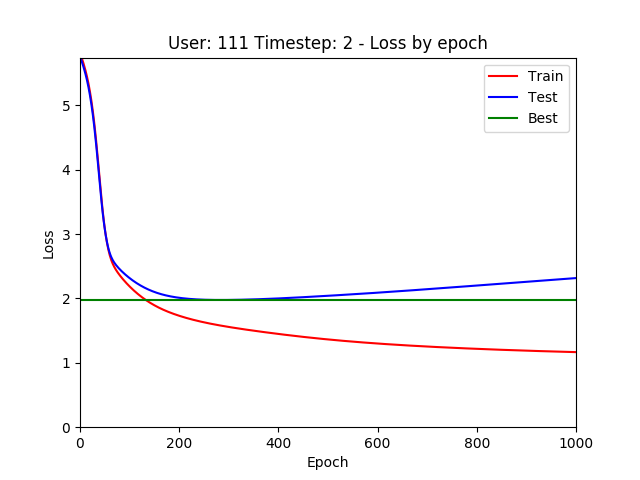 User: 111 Timestep: 2 - Loss by epoch
Train
Test
Best
Loss
5
4
3
2
1
0
0 200 400 600 800 1000
Epoch